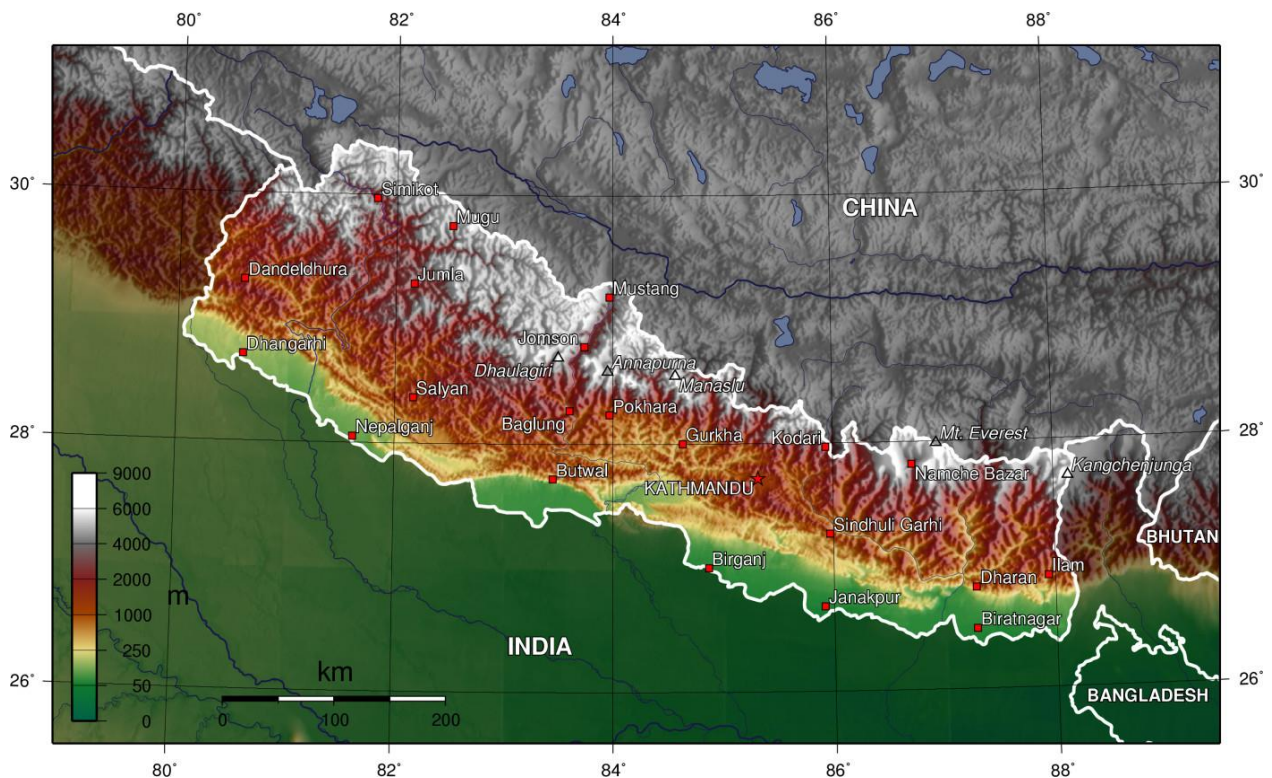 80°
82°
84°
86°
88°
30°
30°
CHINA
Simikot
Mugu
Dandeldhura
Jumla
Mustang
Jomson
Dhangarhi
Dhaulagiri
Annapurna
Manaslu
Salyan
Baglung
Pokhara
Nepalganj
Gurkha
Kodari
Mt. Everest
28°
28°
Namche Bazar
Kangchenjunga
Butwal
KATHMANDU
9000
6000
4000
2000
1000
250
50
0
m
Sindhuli Garhi
BHUTAN
Birganj
Dharan
Ilam
Janakpur
Biratnagar
INDIA
km
0
100
200
26°
26°
BANGLADESH
80°
82°
84°
86°
88°